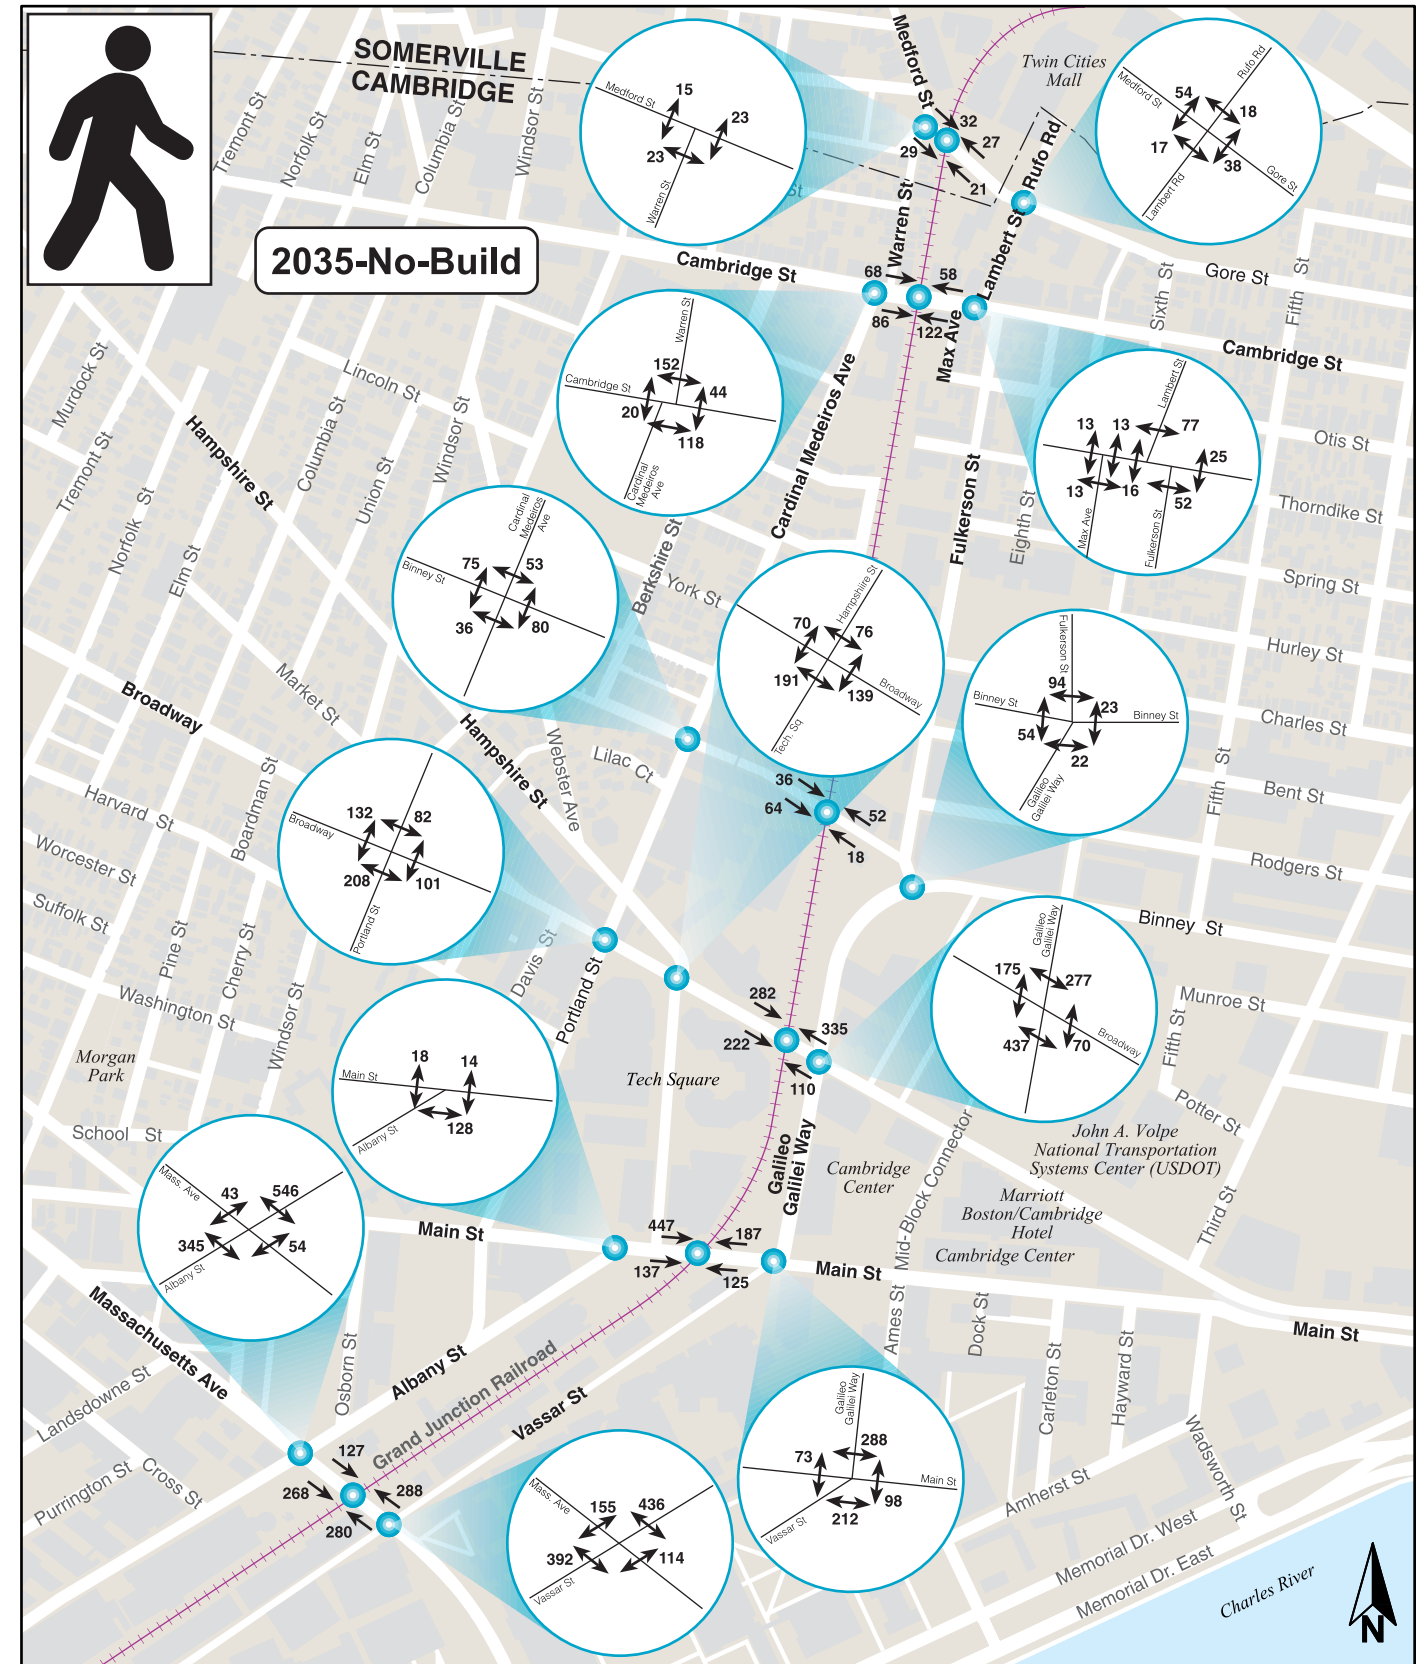 SOMERVILLE
CAMBRIDGE
2035-No-Build
Tremont St
Norfolk St
Elm St
Columbia St
Windsor St
Medford St
15
23
23
Warren St
St
Medford St
32
27
29
21
Warren St
Twin Cities
Mall
Rufo Rd
Lambert St
Medford St
Rufo Rd
54
18
17
38
Lambert Rd
Gore St
Gore St
Sixth St
Fifth St
Cambridge St
68
58
86
122
Max Ave
Cambridge St
Warren St
152
Cambridge St
44
20
118
Cardinal
Medeiros
Ave
Lambert St
13
13
77
25
13
16
52
Max Ave
Fulkerson St
Murdock St
Tremont St
Hampshire St
Lincoln St
Columbia St
Union St
Windsor St
Norfolk St
Elm St
Cardinal Medeiros Ave
Fulkerson St
Eighth St
Otis St
Thorndike St
Spring St
Hurley St
Charles St
Bent St
Rodgers St
Fifth St
Berkshire St
York St
Cardinal
Medeiros
Ave
Binney St
75
53
36
80
Hampshire St
70
76
191
139
Broadway
Tech. Sq
Fulkerson St
94
Binney St
23
Binney St
54
22
Galileo
Galilei Way
Broadway
Market St
Hampshire St
Webster Ave
Lilac Ct
36
64
52
18
Binney St
Harvard St
Worcester St
Suffolk St
Boardman St
Pine St
Cherry St
Washington St
Windsor St
Broadway
132
82
208
101
Portland St
Davis St
Portland St
282
335
222
110
Galileo
Galilei Way
175
277
437
70
Broadway
Munroe St
Fifth St
Potter St
Third St
Morgan
Park
School St
Tech Square
Main St
18
14
128
Albany St
Galileo
Galilei Way
Cambridge
Center
Mid-Block Connector
John A. Volpe
National Transportation
Systems Center (USDOT)
Marriott
Boston/Cambridge
Hotel
Cambridge Center
Mass. Ave
43
546
345
54
Albany St
Main St
447
187
137
125
Main St
Main St
Massachusetts Ave
Landsdowne St
Purrington St
Cross St
Osborn St
Albany St
Grand Junction Railroad
Vassar St
127
268
288
280
Mass. Ave
155
436
392
114
Vassar St
Galileo
Galilei Way
288
73
Main St
98
212
Vassar St
Ames St
Dock St
Carleton St
Hayward St
Wadsworth St
Amherst St
Memorial Dr. West
Memorial Dr. East
Charles River
N